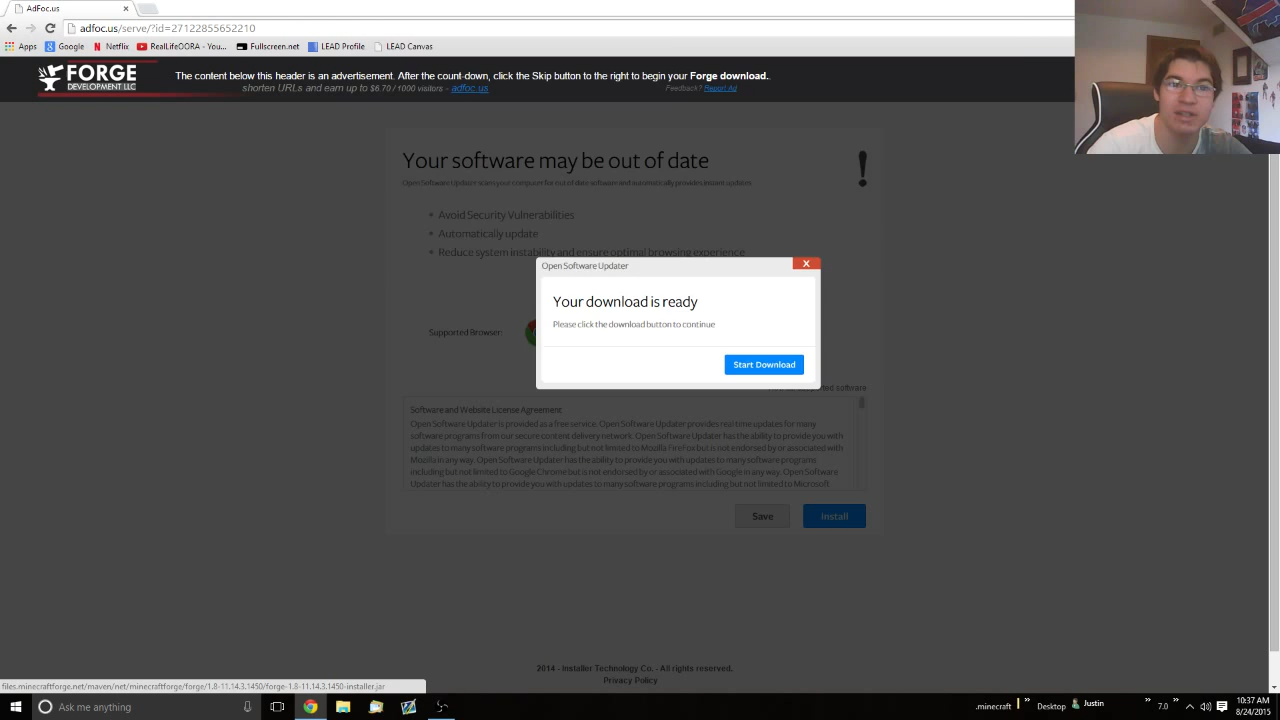 AdFoc.us
adfoc.us/serve/?id=27122855652210
Apps Google Netflix RealLifeOORA - You... Fullscreen.net LEAD Profile LEAD Canvas
FORGE
DEVELOPMENT LLC
The content below this header is an advertisement. After the count-down, click the Skip button to the right to begin your Forge download.
shorten URLs and earn up to $6.70 / 1000 visitors - adfoc.us
Feedback? Report Ad
Your software may be out of date
Open Software Updater scans your computer for out of date software and automatically provides instant updates
Avoid Security Vulnerabilities
Automatically update
Reduce system instability and ensure optimal browsing experience
Open Software Updater
Your download is ready
Please click the download button to continue
Start Download
Supported Browser:
supported software
Software and Website License Agreement
Open Software Updater is provided as a free service. Open Software Updater provides real-time updates for many
software programs from our secure content delivery network. Open Software Updater has the ability to provide you with
updates to many software programs including but not limited to Mozilla FireFox but is not endorsed by or associated with
Mozilla in any way. Open Software Updater has the ability to provide you with updates to many software programs
including but not limited to Google Chrome but is not endorsed by or associated with Google in any way. Open Software
Updater has the ability to provide you with updates to many software programs including but not limited to Microsoft
Save Install
2014 - Installer Technology Co. - All rights reserved.
Privacy Policy
files.minecraftforge.net/maven/net/minecraftforge/forge/1.8-11.14.3.1450/forge-1.8-11.14.3.1450-installer.jar
Ask me anything
.minecraft
Desktop
Justin
7.0
10:37 AM
8/24/2015